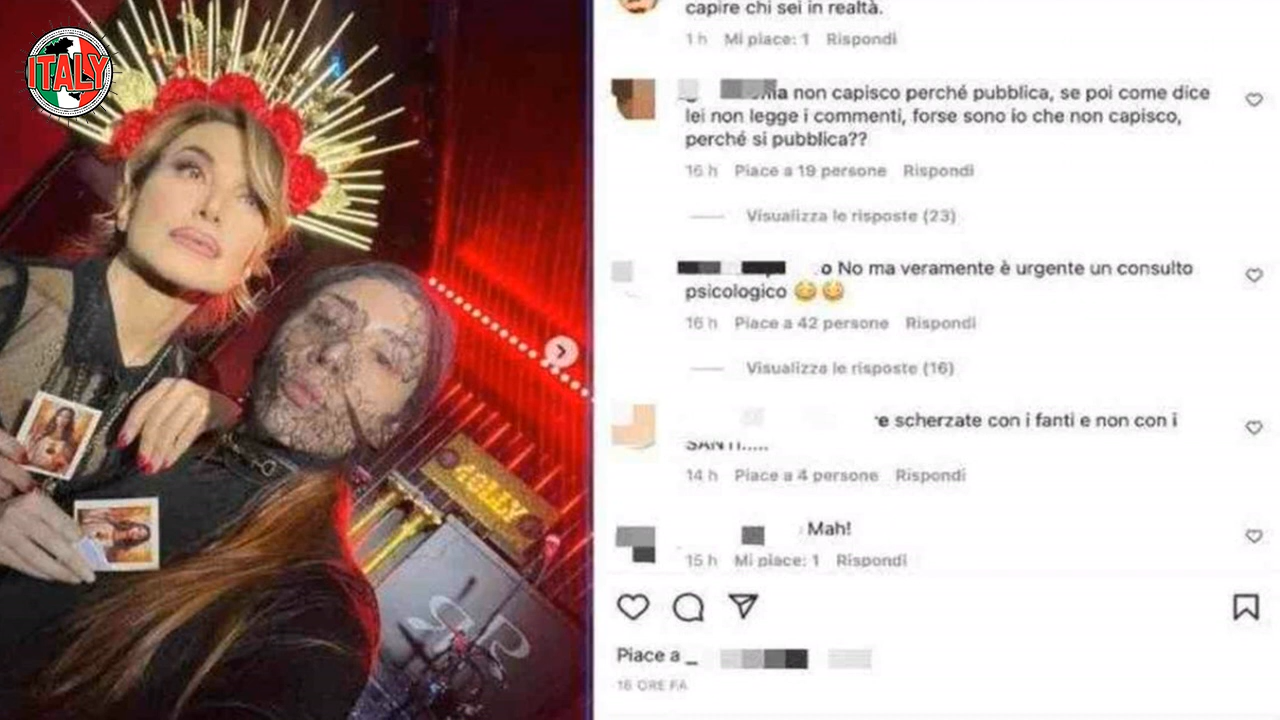 ITALY
capire chi sei in realtà.
1 h Mi piace: 1 Rispondi
non capisco perché pubblica, se poi come dice
lei non legge i commenti, forse sono io che non capisco,
perché si pubblica??
16 h Piace a 19 persone Rispondi
Visualizza le risposte (23)
o No ma veramente è urgente un consulto
psicologico 😂😂
16 h Piace a 42 persone Rispondi
Visualizza le risposte (16)
re scherzate con i fanti e non con i
SANTI.....
14 h Piace a 4 persone Rispondi
Mah!
15 h Mi piace: 1 Rispondi
Piace a _
16 ORE FA